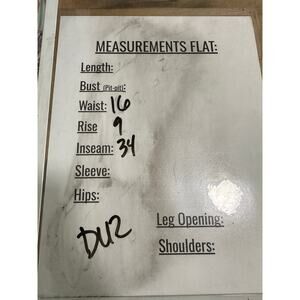 MEASUREMENTS FLAT:
Length:
Bust (Pit-pit):
Waist: 16
Rise 9
Inseam: 34
Sleeve:
Hips:
Leg Opening:
DU2
Shoulders: